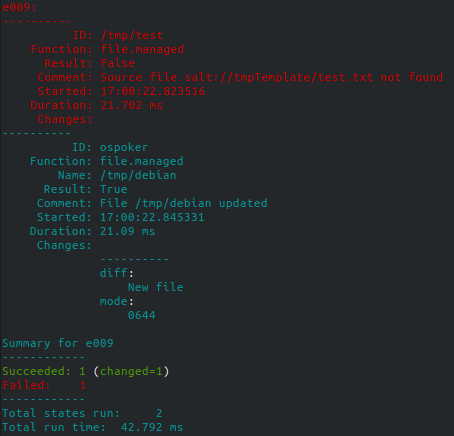 e009:
----------
ID: /tmp/test
Function: file.managed
Result: False
Comment: Source file salt://tmpTemplate/test.txt not found
Started: 17:00:22.823516
Duration: 21.702 ms
Changes:
----------
ID: ospoker
Function: file.managed
Name: /tmp/debian
Result: True
Comment: File /tmp/debian updated
Started: 17:00:22.845331
Duration: 21.09 ms
Changes:
----------
diff:
New file
mode:
0644
Summary for e009
------------
Succeeded: 1 (changed=1)
Failed:    1
------------
Total states run:     2
Total run time:  42.792 ms